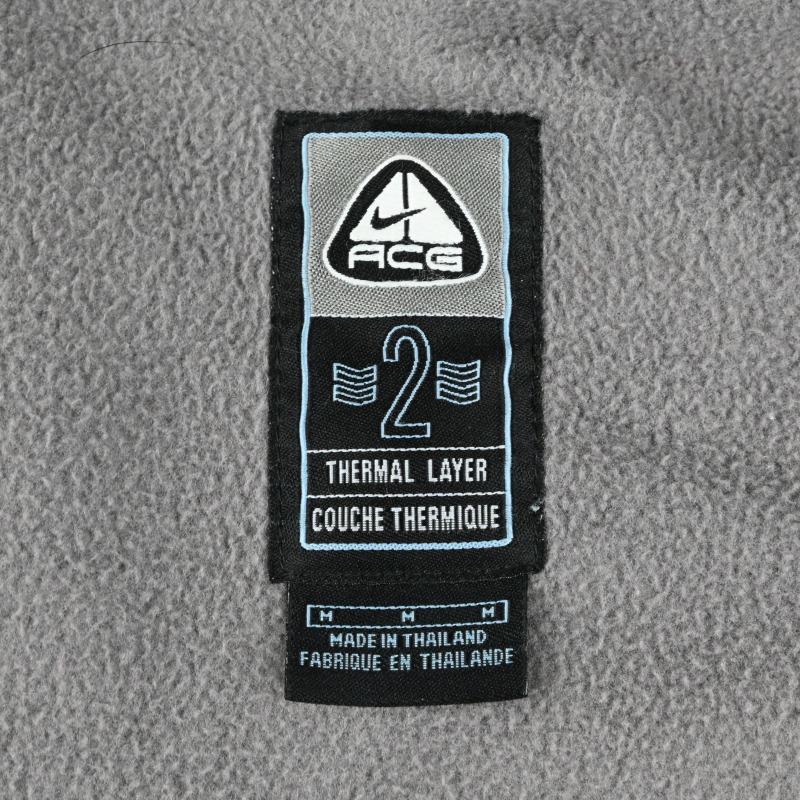 ACG
2
THERMAL LAYER
COUCHE THERMIQUE
M M M
MADE IN THAILAND
FABRIQUE EN THAILANDE